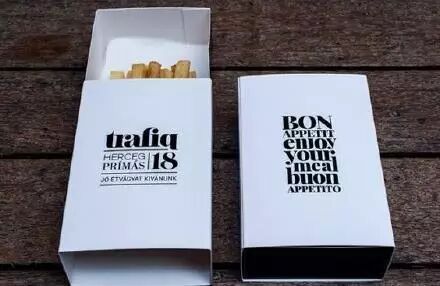 trafiq
HERCEG
PRÍMÁS
18
JÓ ÉTVÁGYAT KÍVÁNUNK
BON
APPETIT
enjoy
your
meal
buon
APPETITO